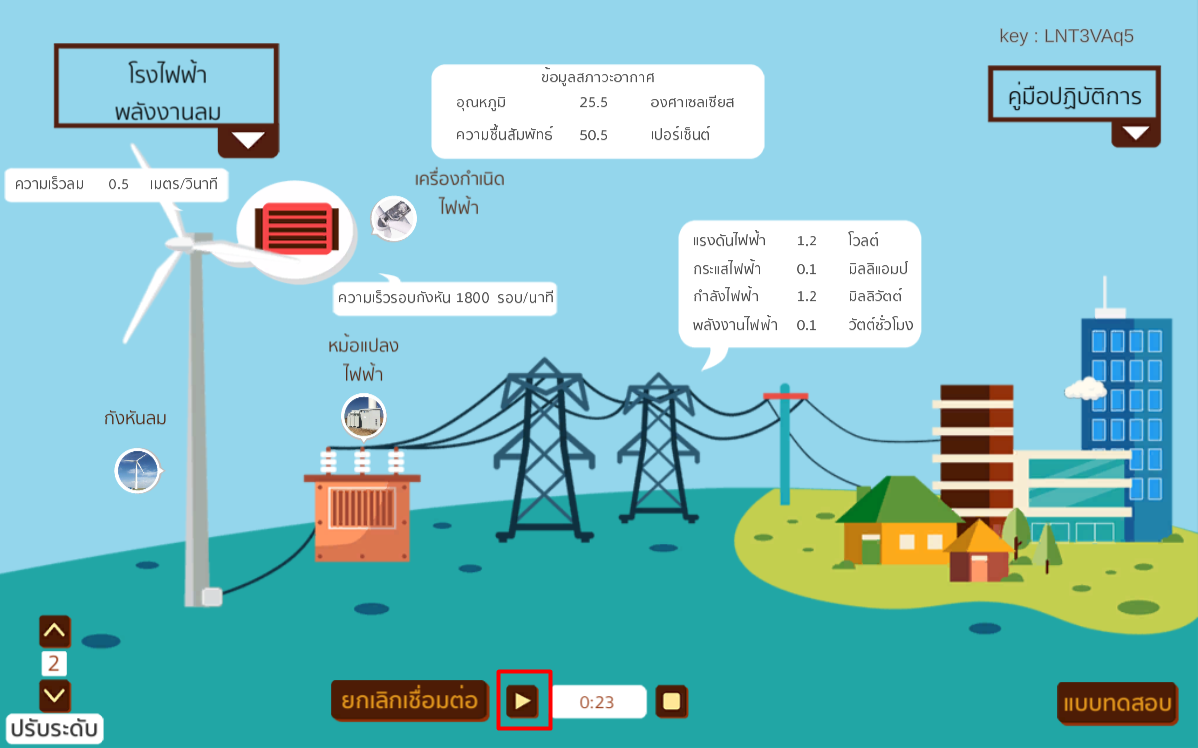 key : LNT3VAq5
โรงไฟฟ้า
พลังงานลม
ข้อมูลสภาวะอากาศ
อุณหภูมิ 25.5 องศาเซลเซียส
ความชื้นสัมพัทธ์ 50.5 เปอร์เซ็นต์
คู่มือปฏิบัติการ
ความเร็วลม 0.5 เมตร/วินาที
เครื่องกำเนิด
ไฟฟ้า
แรงดันไฟฟ้า 1.2 โวลต์
กระแสไฟฟ้า 0.1 มิลลิแอมป์
กำลังไฟฟ้า 1.2 มิลลิวัตต์
พลังงานไฟฟ้า 0.1 วัตต์ชั่วโมง
ความเร็วรอบกังหัน 1800 รอบ/นาที
หม้อแปลง
ไฟฟ้า
กังหันลม
2
ปรับระดับ
ยกเลิกเชื่อมต่อ
0:23
แบบทดสอบ